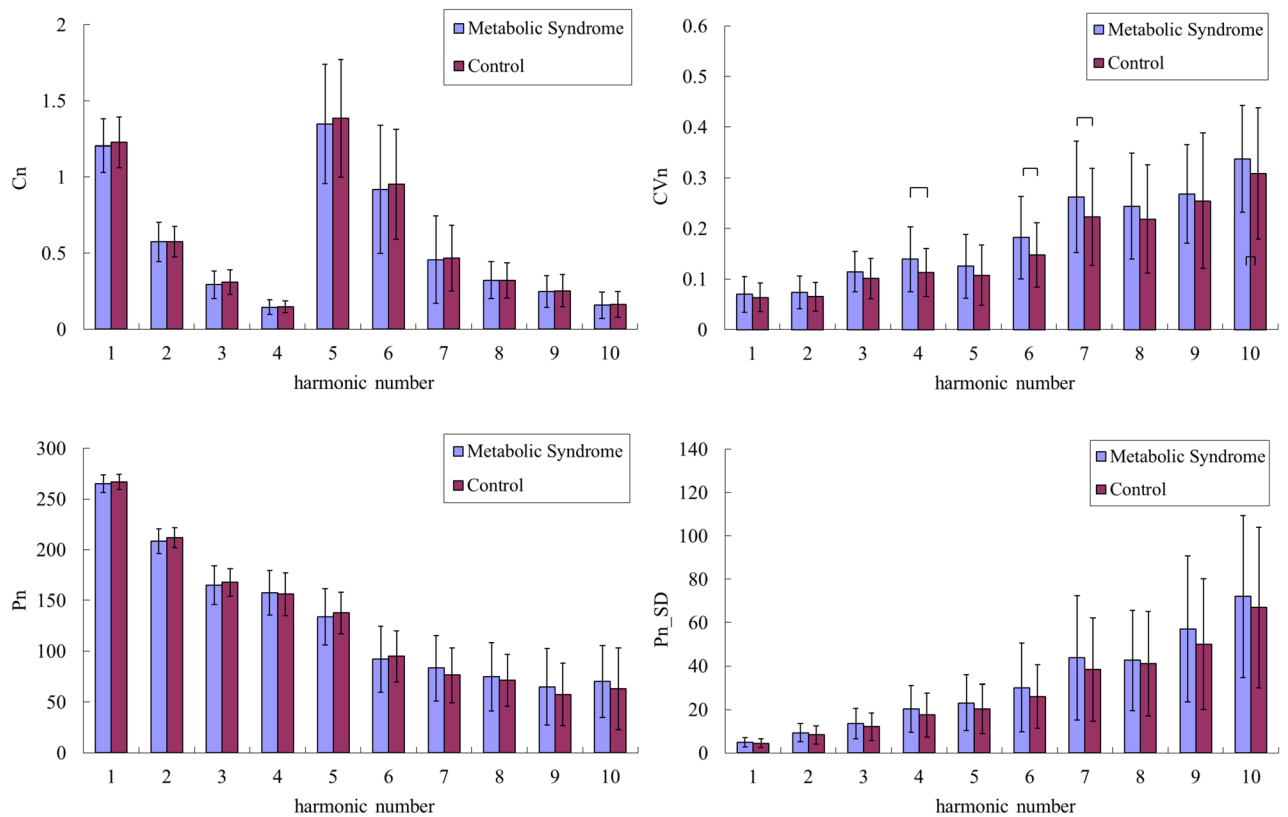 Cn
2
1.5
1
0.5
0
Metabolic Syndrome
Control
1 2 3 4 5 6 7 8 9 10
harmonic number
CVn
0.6
0.5
0.4
0.3
0.2
0.1
0
Metabolic Syndrome
Control
1 2 3 4 5 6 7 8 9 10
harmonic number
Pn
300
250
200
150
100
50
0
Metabolic Syndrome
Control
1 2 3 4 5 6 7 8 9 10
harmonic number
Pn_SD
140
120
100
80
60
40
20
0
Metabolic Syndrome
Control
1 2 3 4 5 6 7 8 9 10
harmonic number